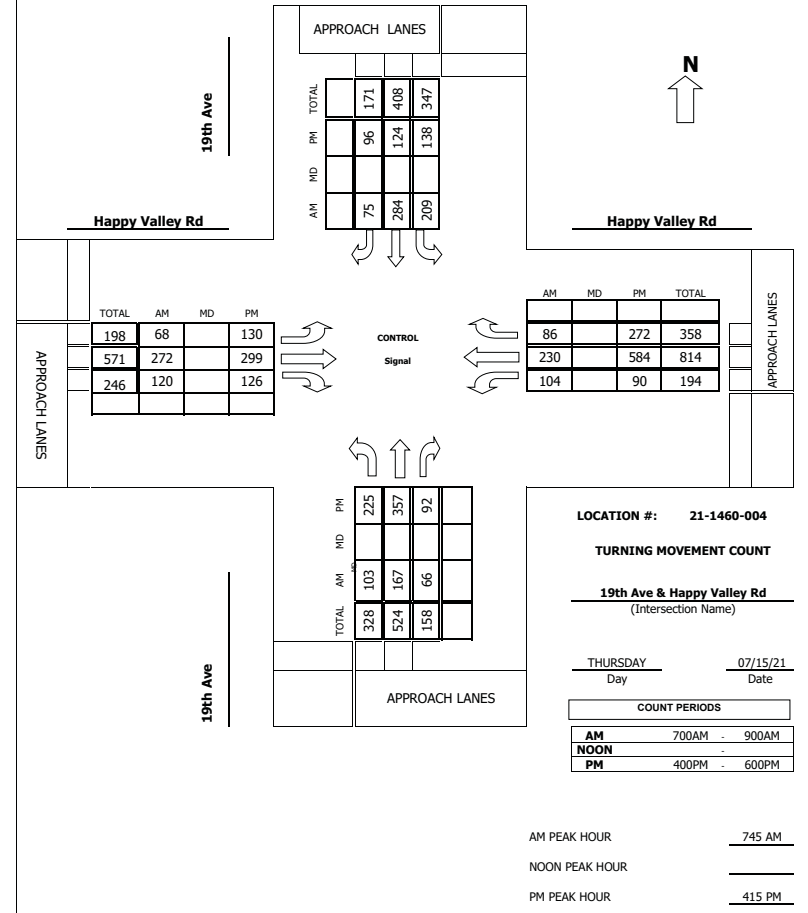 APPROACH LANES
N
19th Ave
TOTAL 171 408 347
PM 96 124 138
MD
AM 75 284 209
Happy Valley Rd
Happy Valley Rd
TOTAL AM MD PM
198 68 130
571 272 299
246 120 126
APPROACH LANES
CONTROL
Signal
AM MD PM TOTAL
86 272 358
230 584 814
104 90 194
APPROACH LANES
PM 225 357 92
MD
MD
AM 103 167 66
TOTAL 328 524 158
APPROACH LANES
19th Ave
LOCATION #: 21-1460-004
TURNING MOVEMENT COUNT
19th Ave & Happy Valley Rd
(Intersection Name)
THURSDAY 07/15/21
Day Date
COUNT PERIODS
AM 700AM - 900AM
NOON -
PM 400PM - 600PM
AM PEAK HOUR 745 AM
NOON PEAK HOUR
PM PEAK HOUR 415 PM